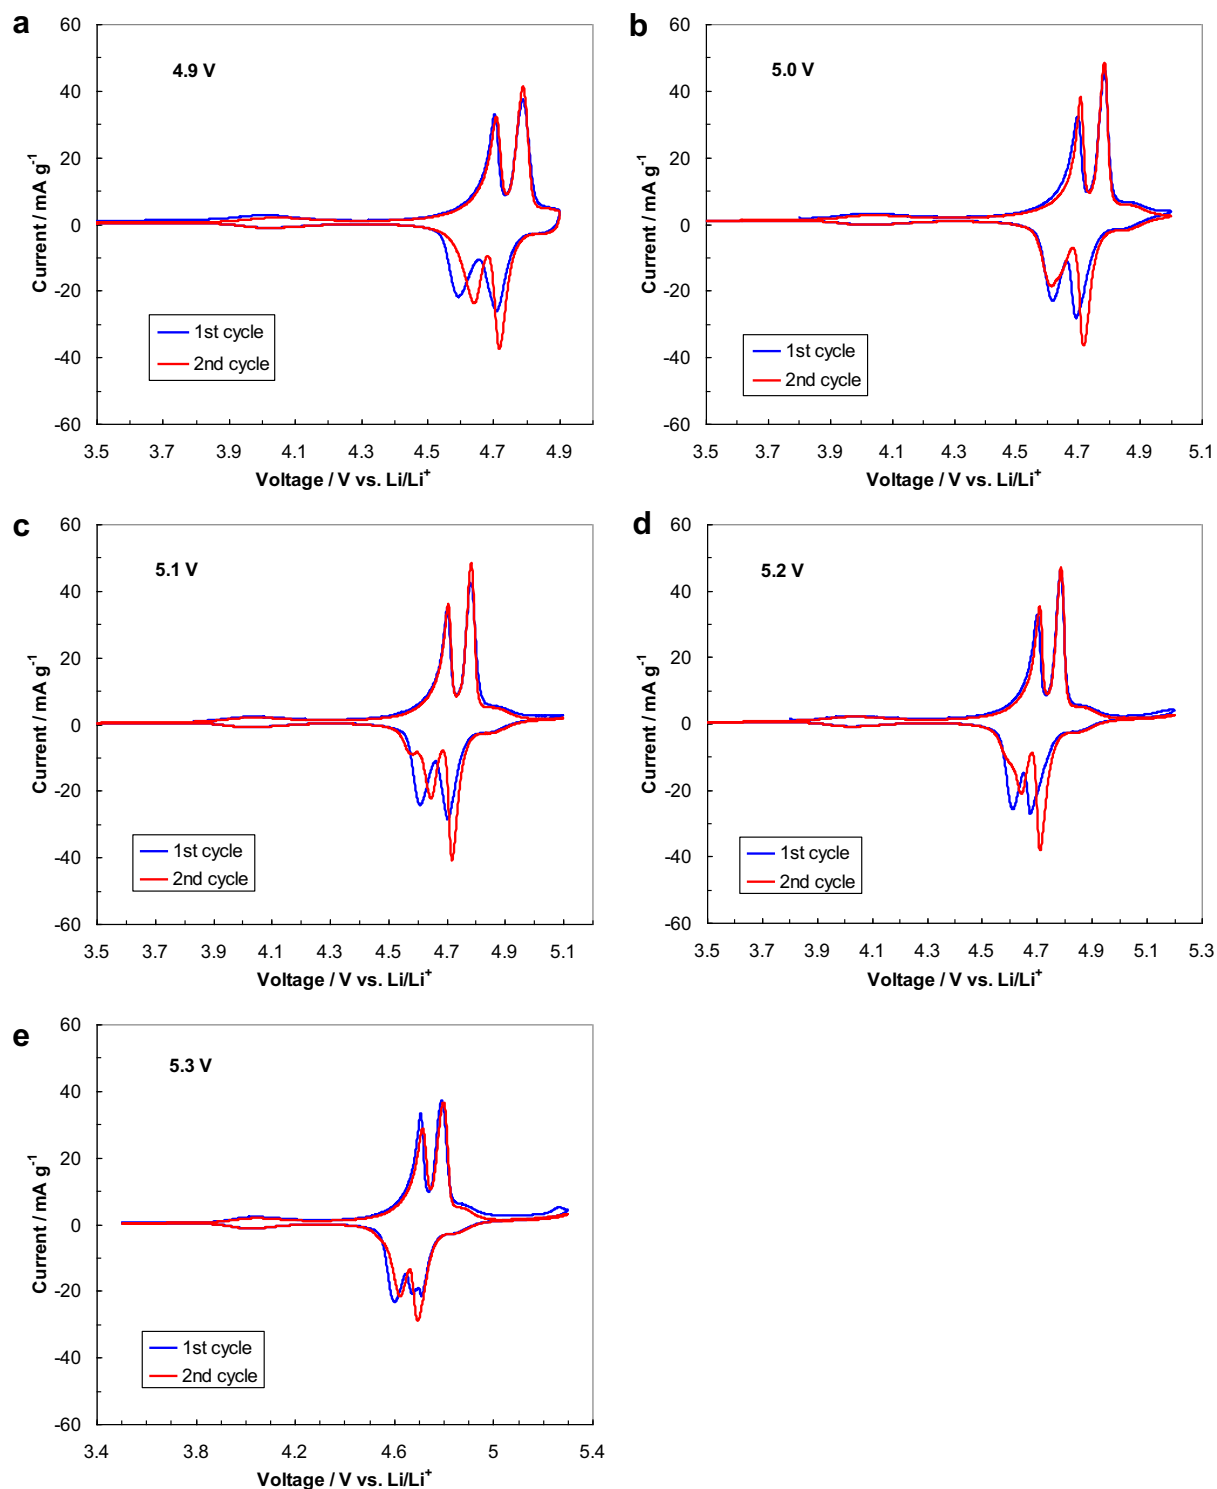 a
4.9 V
60
40
20
0
-20
-40
-60
Current / mA g-1
1st cycle
2nd cycle
3.5 3.7 3.9 4.1 4.3 4.5 4.7 4.9
Voltage / V vs. Li/Li+
b
5.0 V
60
40
20
0
-20
-40
-60
Current / mA g-1
1st cycle
2nd cycle
3.5 3.7 3.9 4.1 4.3 4.5 4.7 4.9 5.1
Voltage / V vs. Li/Li+
c
5.1 V
60
40
20
0
-20
-40
-60
Current / mA g-1
1st cycle
2nd cycle
3.5 3.7 3.9 4.1 4.3 4.5 4.7 4.9 5.1
Voltage / V vs. Li/Li+
d
5.2 V
60
40
20
0
-20
-40
-60
Current / mA g-1
1st cycle
2nd cycle
3.5 3.7 3.9 4.1 4.3 4.5 4.7 4.9 5.1 5.3
Voltage / V vs. Li/Li+
e
5.3 V
60
40
20
0
-20
-40
-60
Current / mA g-1
1st cycle
2nd cycle
3.4 3.8 4.2 4.6 5 5.4
Voltage / V vs. Li/Li+